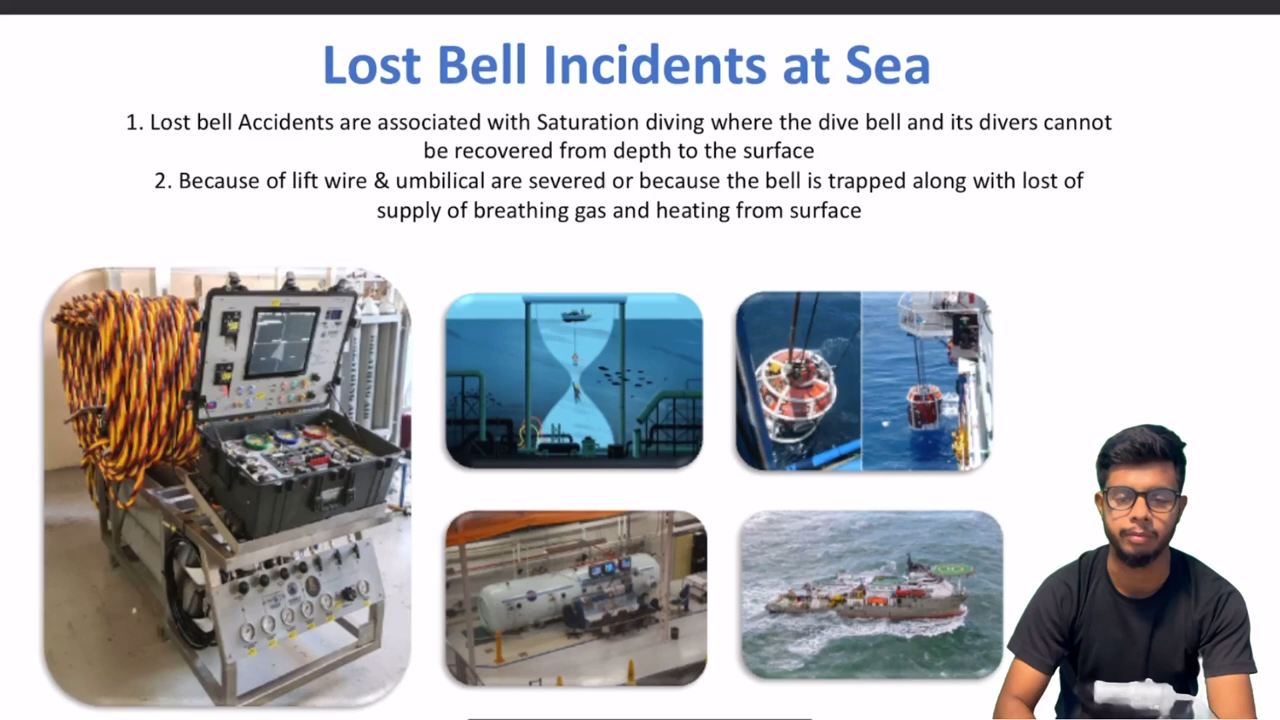 Lost Bell Incidents at Sea
1. Lost bell Accidents are associated with Saturation diving where the dive bell and its divers cannot
be recovered from depth to the surface
2. Because of lift wire & umbilical are severed or because the bell is trapped along with lost of
supply of breathing gas and heating from surface